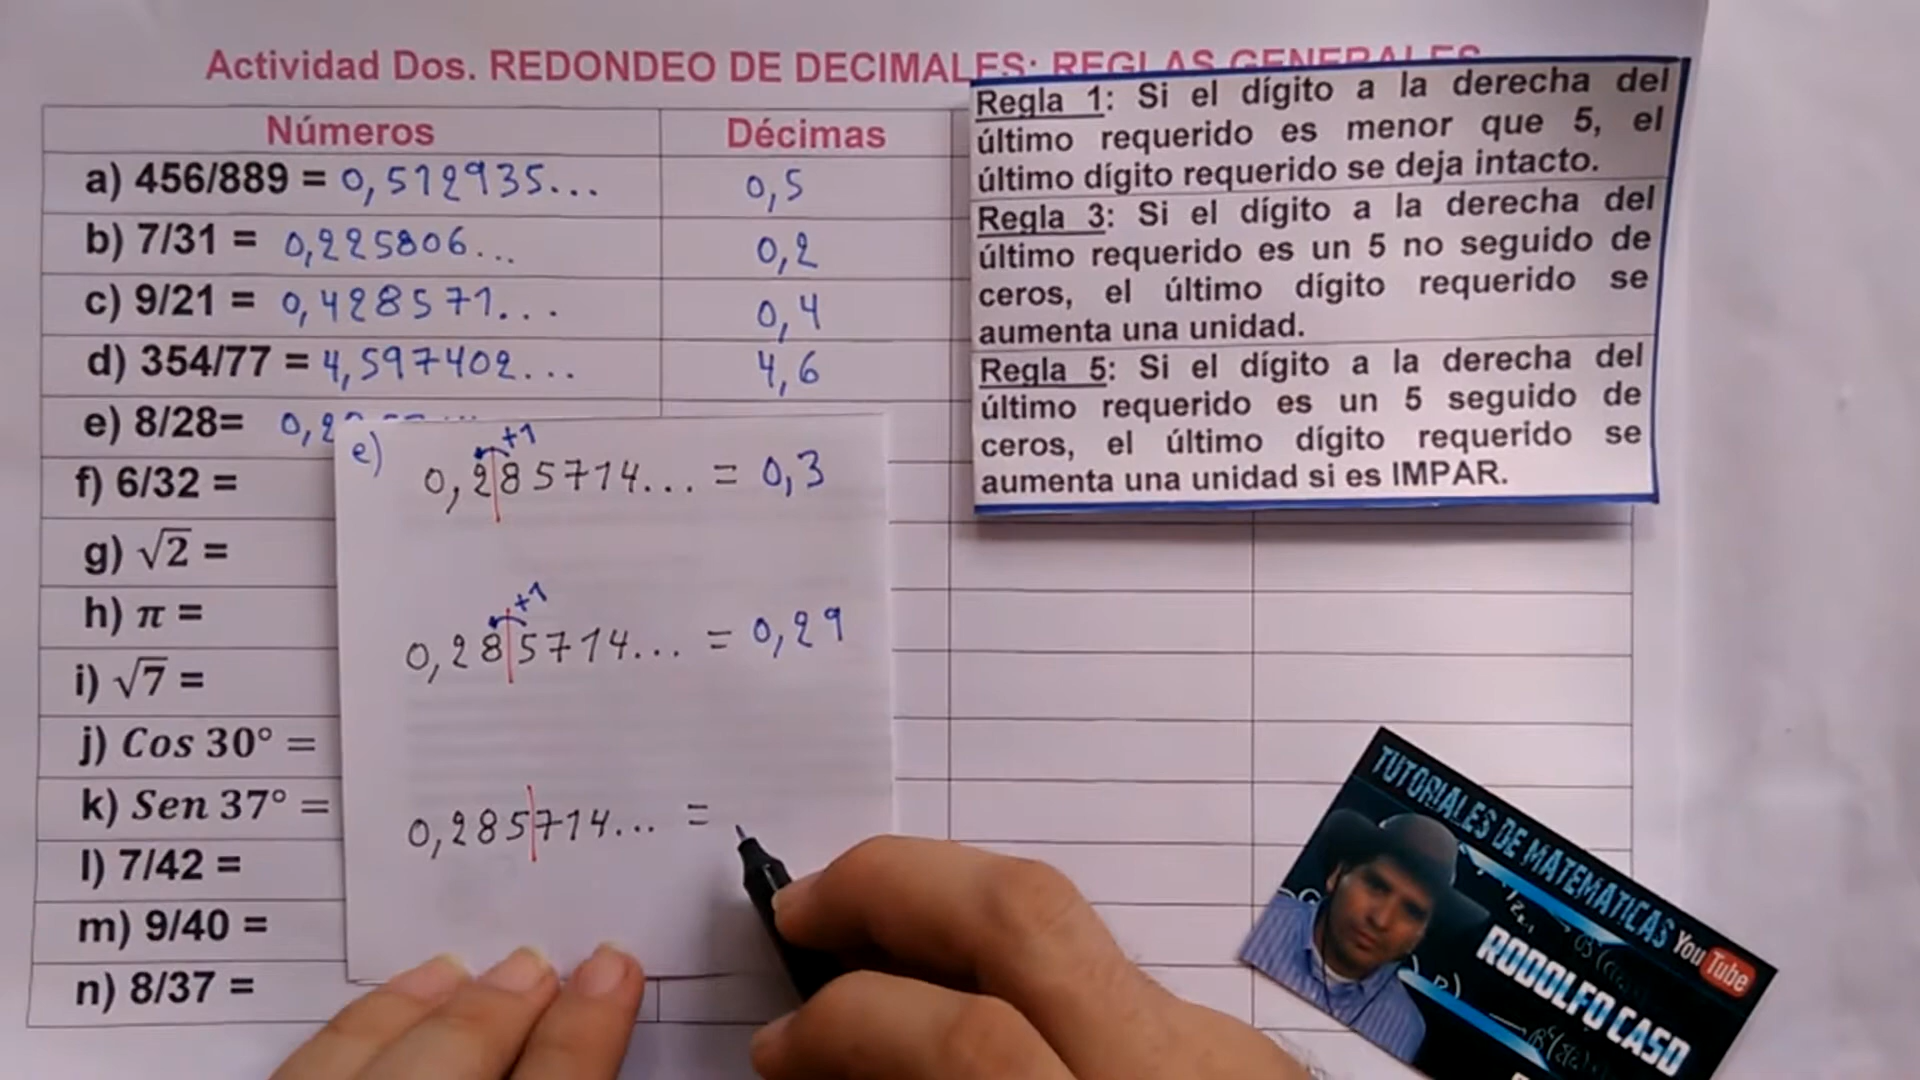 Actividad Dos. REDONDEO DE DECIMALES: REGLAS GENERALES
Números Décimas
a) 456/889 = 0,512935... 0,5
b) 7/31 = 0,225806... 0,2
c) 9/21 = 0,428571... 0,4
d) 354/77 = 4,597402... 4,6
e) 8/28=
f) 6/32 =
g) √2 =
h) π =
i) √7 =
j) Cos 30° =
k) Sen 37° =
l) 7/42 =
m) 9/40 =
n) 8/37 =
Regla 1: Si el dígito a la derecha del
último requerido es menor que 5, el
último dígito requerido se deja intacto.
Regla 3: Si el dígito a la derecha del
último requerido es un 5 no seguido de
ceros, el último dígito requerido se
aumenta una unidad.
Regla 5: Si el dígito a la derecha del
último requerido es un 5 seguido de
ceros, el último dígito requerido se
aumenta una unidad si es IMPAR.
e)
+1
0,285714... = 0,3
+1
0,285714... = 0,29
0,285714... =
TUTORIALES DE MATEMATICAS YouTube
RODOLFO CASO